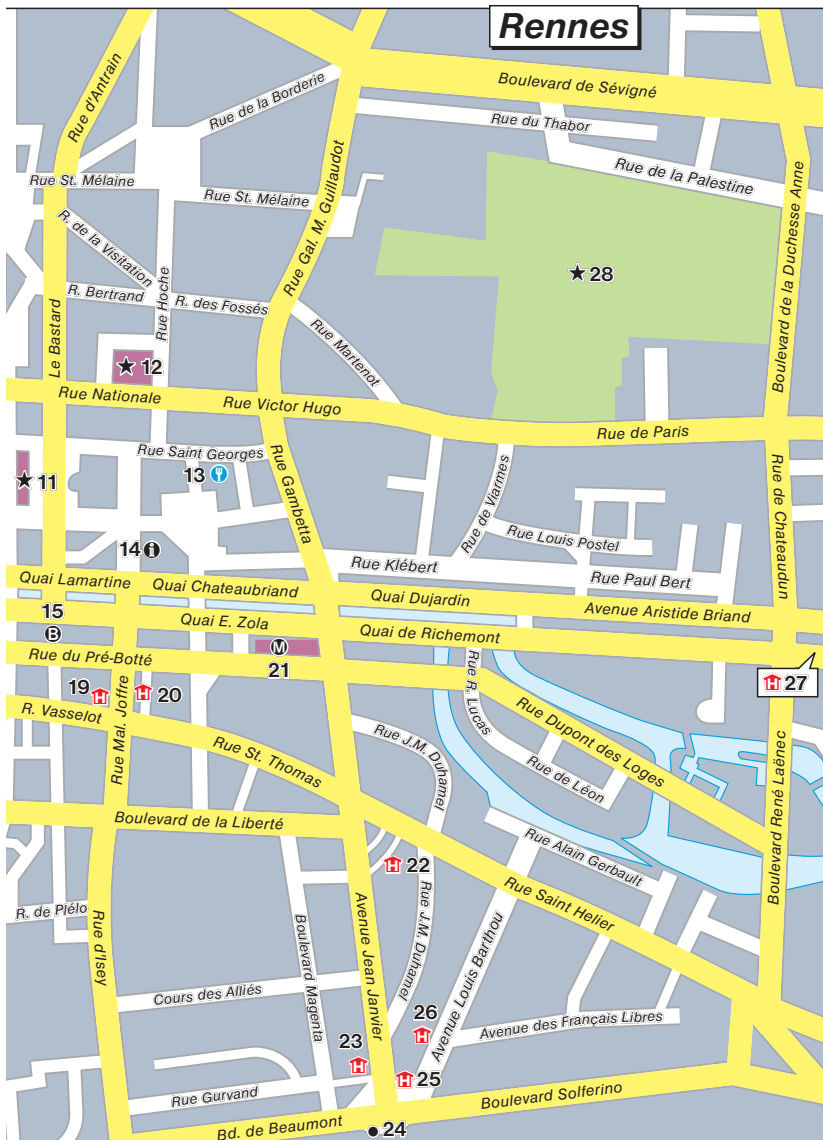 Rennes
Boulevard de Sévigné
Rue d'Antrain
Rue de la Borderie
Rue du Thabor
Rue de la Palestine
Rue St. Mélaine
Rue St. Mélaine
Rue Gal. M. Guillaudot
Boulevard de la Duchesse Anne
R. de la Visitation
Rue Hoche
28
R. Bertrand
R. des Fossés
Rue Martenot
Le Bastard
12
Rue Nationale
Rue Victor Hugo
Rue de Paris
Rue Saint Georges
13
11
Rue Gambetta
Rue de Viarmes
Rue de Chateaudun
Rue Louis Postel
14
i
Rue Klébert
Rue Paul Bert
Quai Lamartine
Quai Chateaubriand
Quai Dujardin
Avenue Aristide Briand
15
B
Quai E. Zola
Quai de Richemont
M
21
Rue du Pré-Botté
H 27
19 H
H 20
Rue Mal. Joffre
R. Vasselot
Rue R. Lucas
Rue Dupont des Loges
Rue St. Thomas
Rue J.M. Duhamel
Rue de Léon
Boulevard René Laënec
Boulevard de la Liberté
Rue Alain Gerbault
H 22
Rue Saint Helier
R. de Plélo
Rue d'Isey
Boulevard Magenta
Avenue Jean Janvier
Rue J.M. Duhamel
Avenue Louis Barthou
Cours des Alliés
26
H
Avenue des Français Libres
23
H
H 25
Rue Gurvand
Boulevard Solferino
Bd. de Beaumont
24